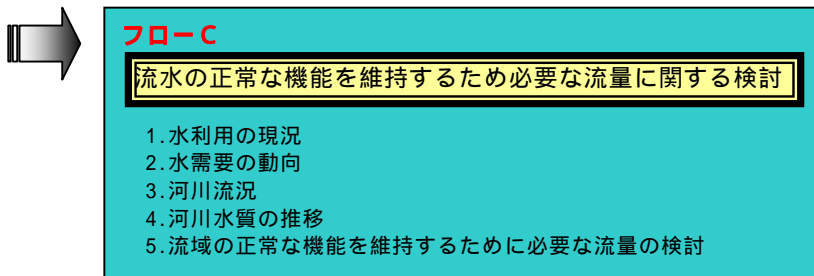 フローC
流水の正常な機能を維持するため必要な流量に関する検討
1.水利用の現況
2.水需要の動向
3.河川流況
4.河川水質の推移
5.流域の正常な機能を維持するために必要な流量の検討